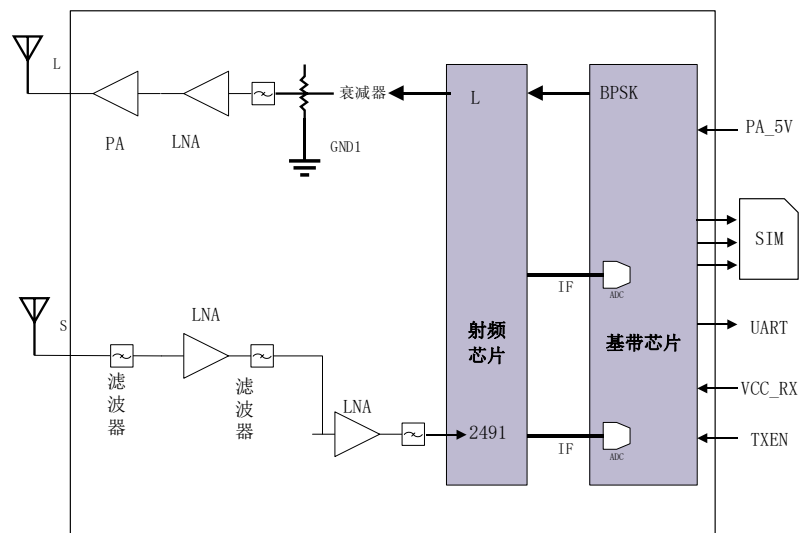 L
PA
LNA
衰减器
GND1
L
BPSK
PA_5V
SIM
IF
ADC
UART
S
LNA
滤波器
滤波器
LNA
射频
芯片
基带芯片
VCC_RX
2491
IF
ADC
TXEN